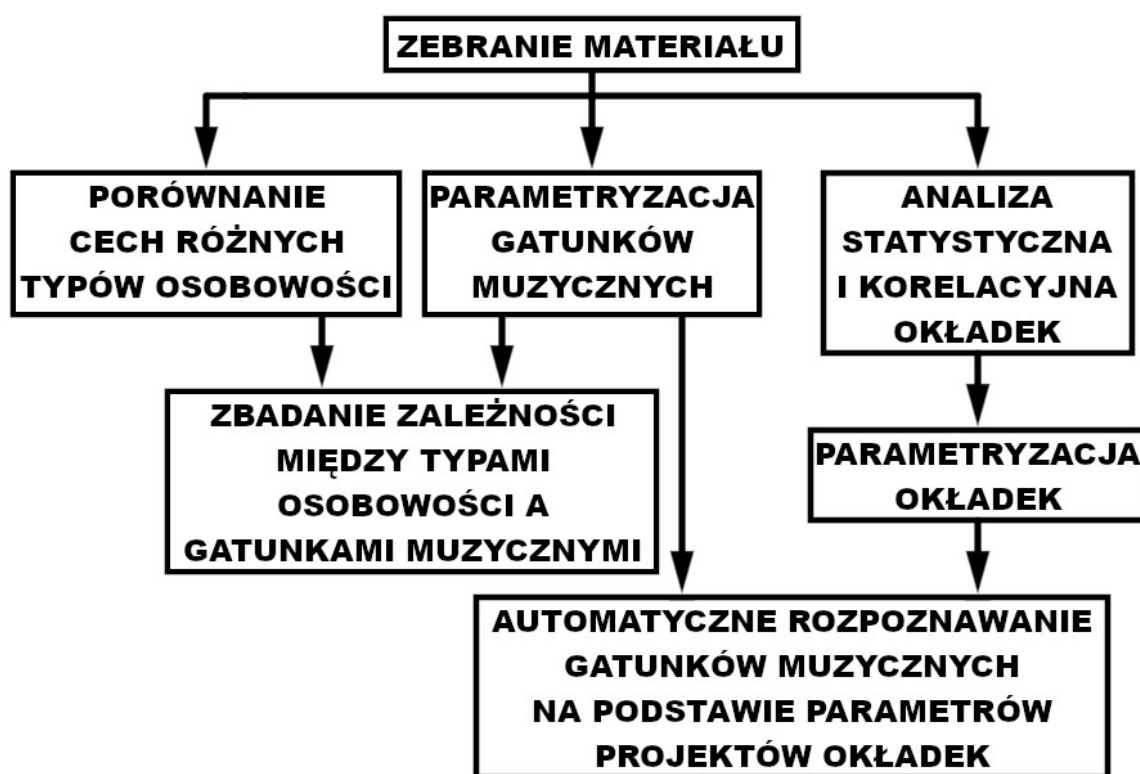 ZEBRANIE MATERIAŁU
PORÓWNANIE
CECH RÓŻNYCH
TYPÓW OSOBOWOŚCI
PARAMETRYZACJA
GATUNKÓW
MUZYCZNYCH
ANALIZA
STATYSTYCZNA
I KORELACYJNA
OKŁADEK
ZBADANIE ZALEŻNOŚCI
MIĘDZY TYPAMI
OSOBOWOŚCI A
GATUNKAMI MUZYCZNYMI
PARAMETRYZACJA
OKŁADEK
AUTOMATYCZNE ROZPOZNAWANIE
GATUNKÓW MUZYCZNYCH
NA PODSTAWIE PARAMETRÓW
PROJEKTÓW OKŁADEK